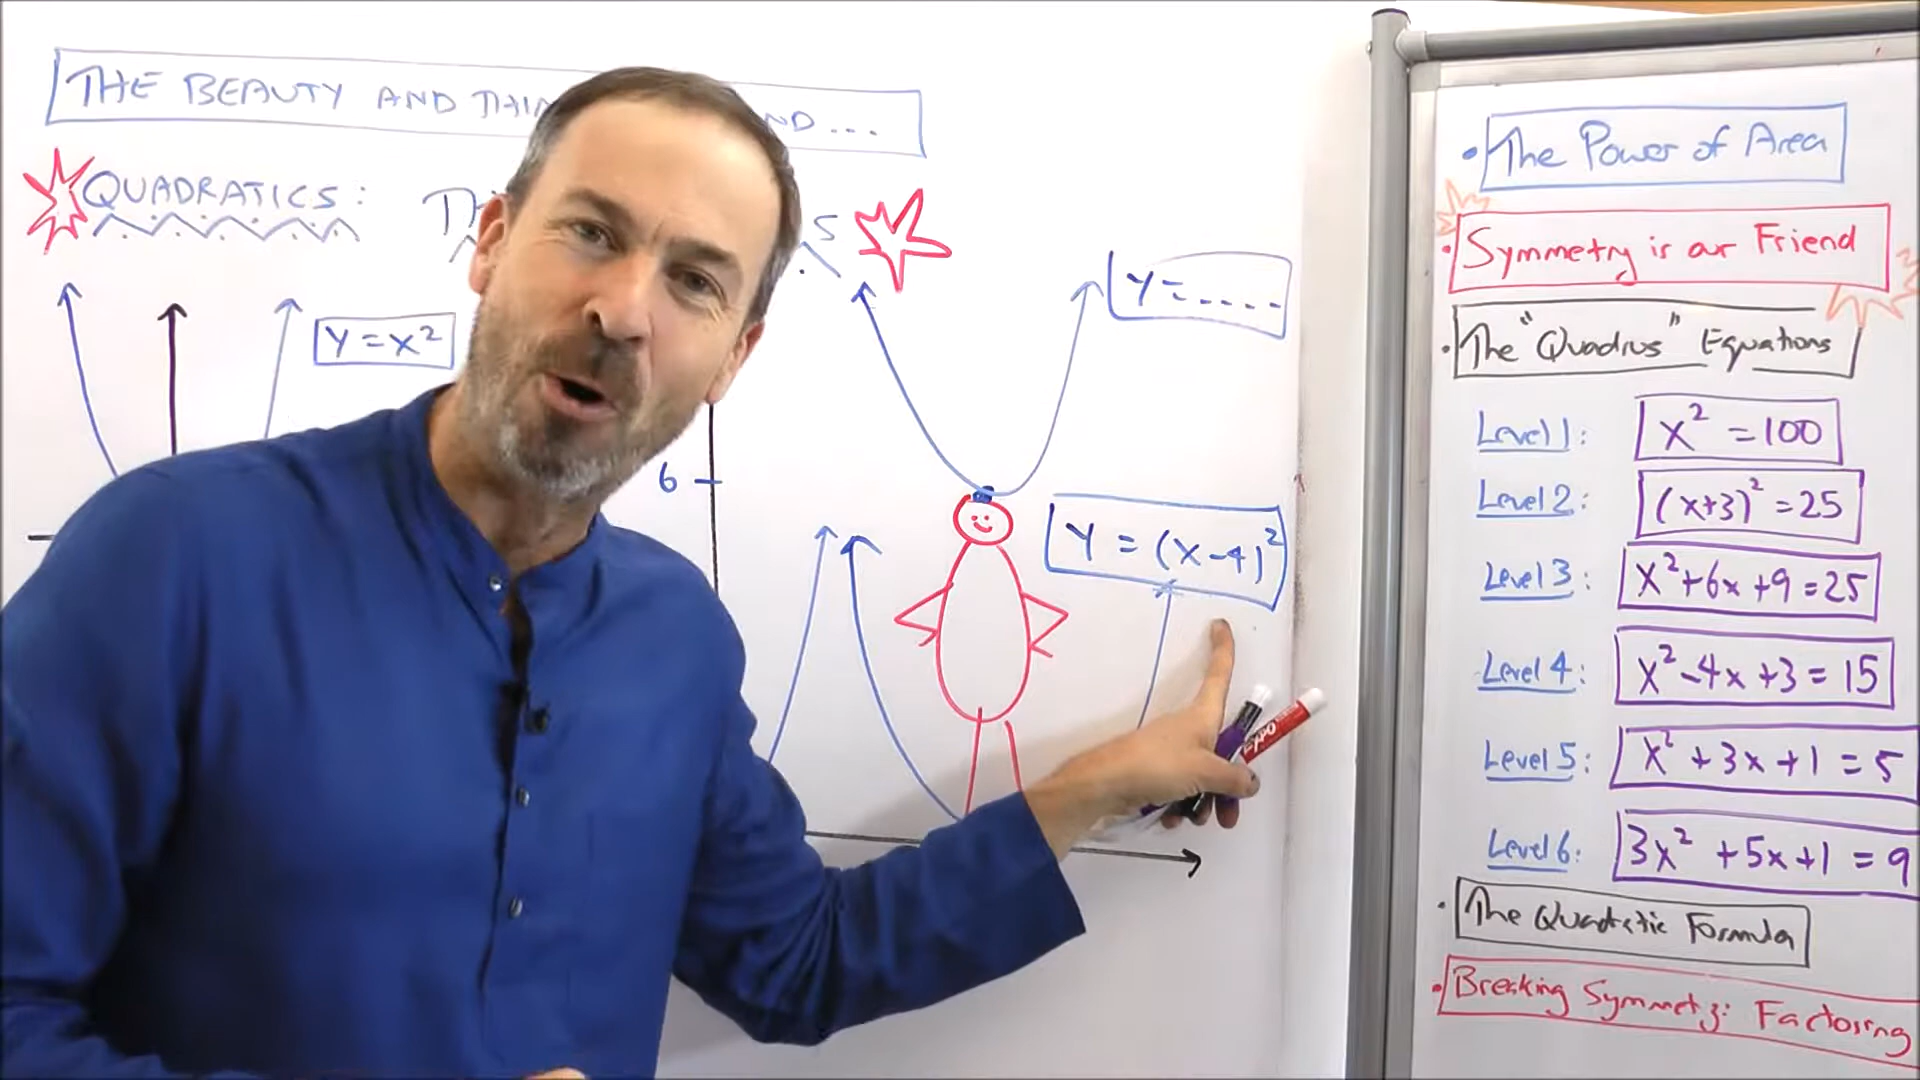 THE BEAUTY AND
QUADRATICS:
Y = x²
Y = ....
6
Y = (x-4)²
EXPO
• The Power of Area
• Symmetry is our Friend
• The "Quadrus" Equations
Level 1: x² = 100
Level 2: (x+3)² = 25
Level 3: x²+6x+9=25
Level 4: x²-4x+3=15
Level 5: x²+3x+1=5
Level 6: 3x²+5x+1=9
• The Quadratic Formula
• Breaking Symmetry: Factoring